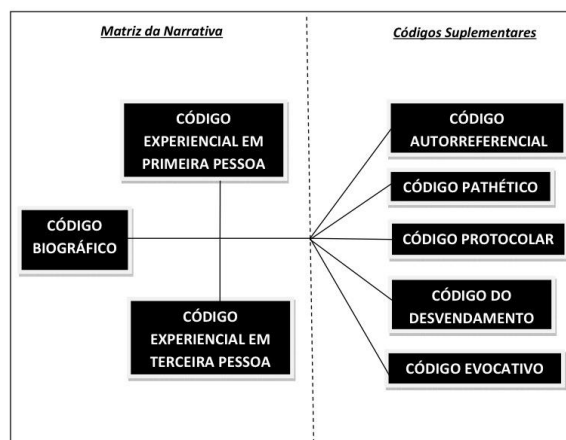 Matriz da Narrativa
Códigos Suplementares
CÓDIGO
EXPERIENCIAL EM
PRIMEIRA PESSOA
CÓDIGO
BIOGRÁFICO
CÓDIGO
EXPERIENCIAL EM
TERCEIRA PESSOA
CÓDIGO
AUTORREFERENCIAL
CÓDIGO PATHÉTICO
CÓDIGO PROTOCOLAR
CÓDIGO DO
DESVENDAMENTO
CÓDIGO EVOCATIVO